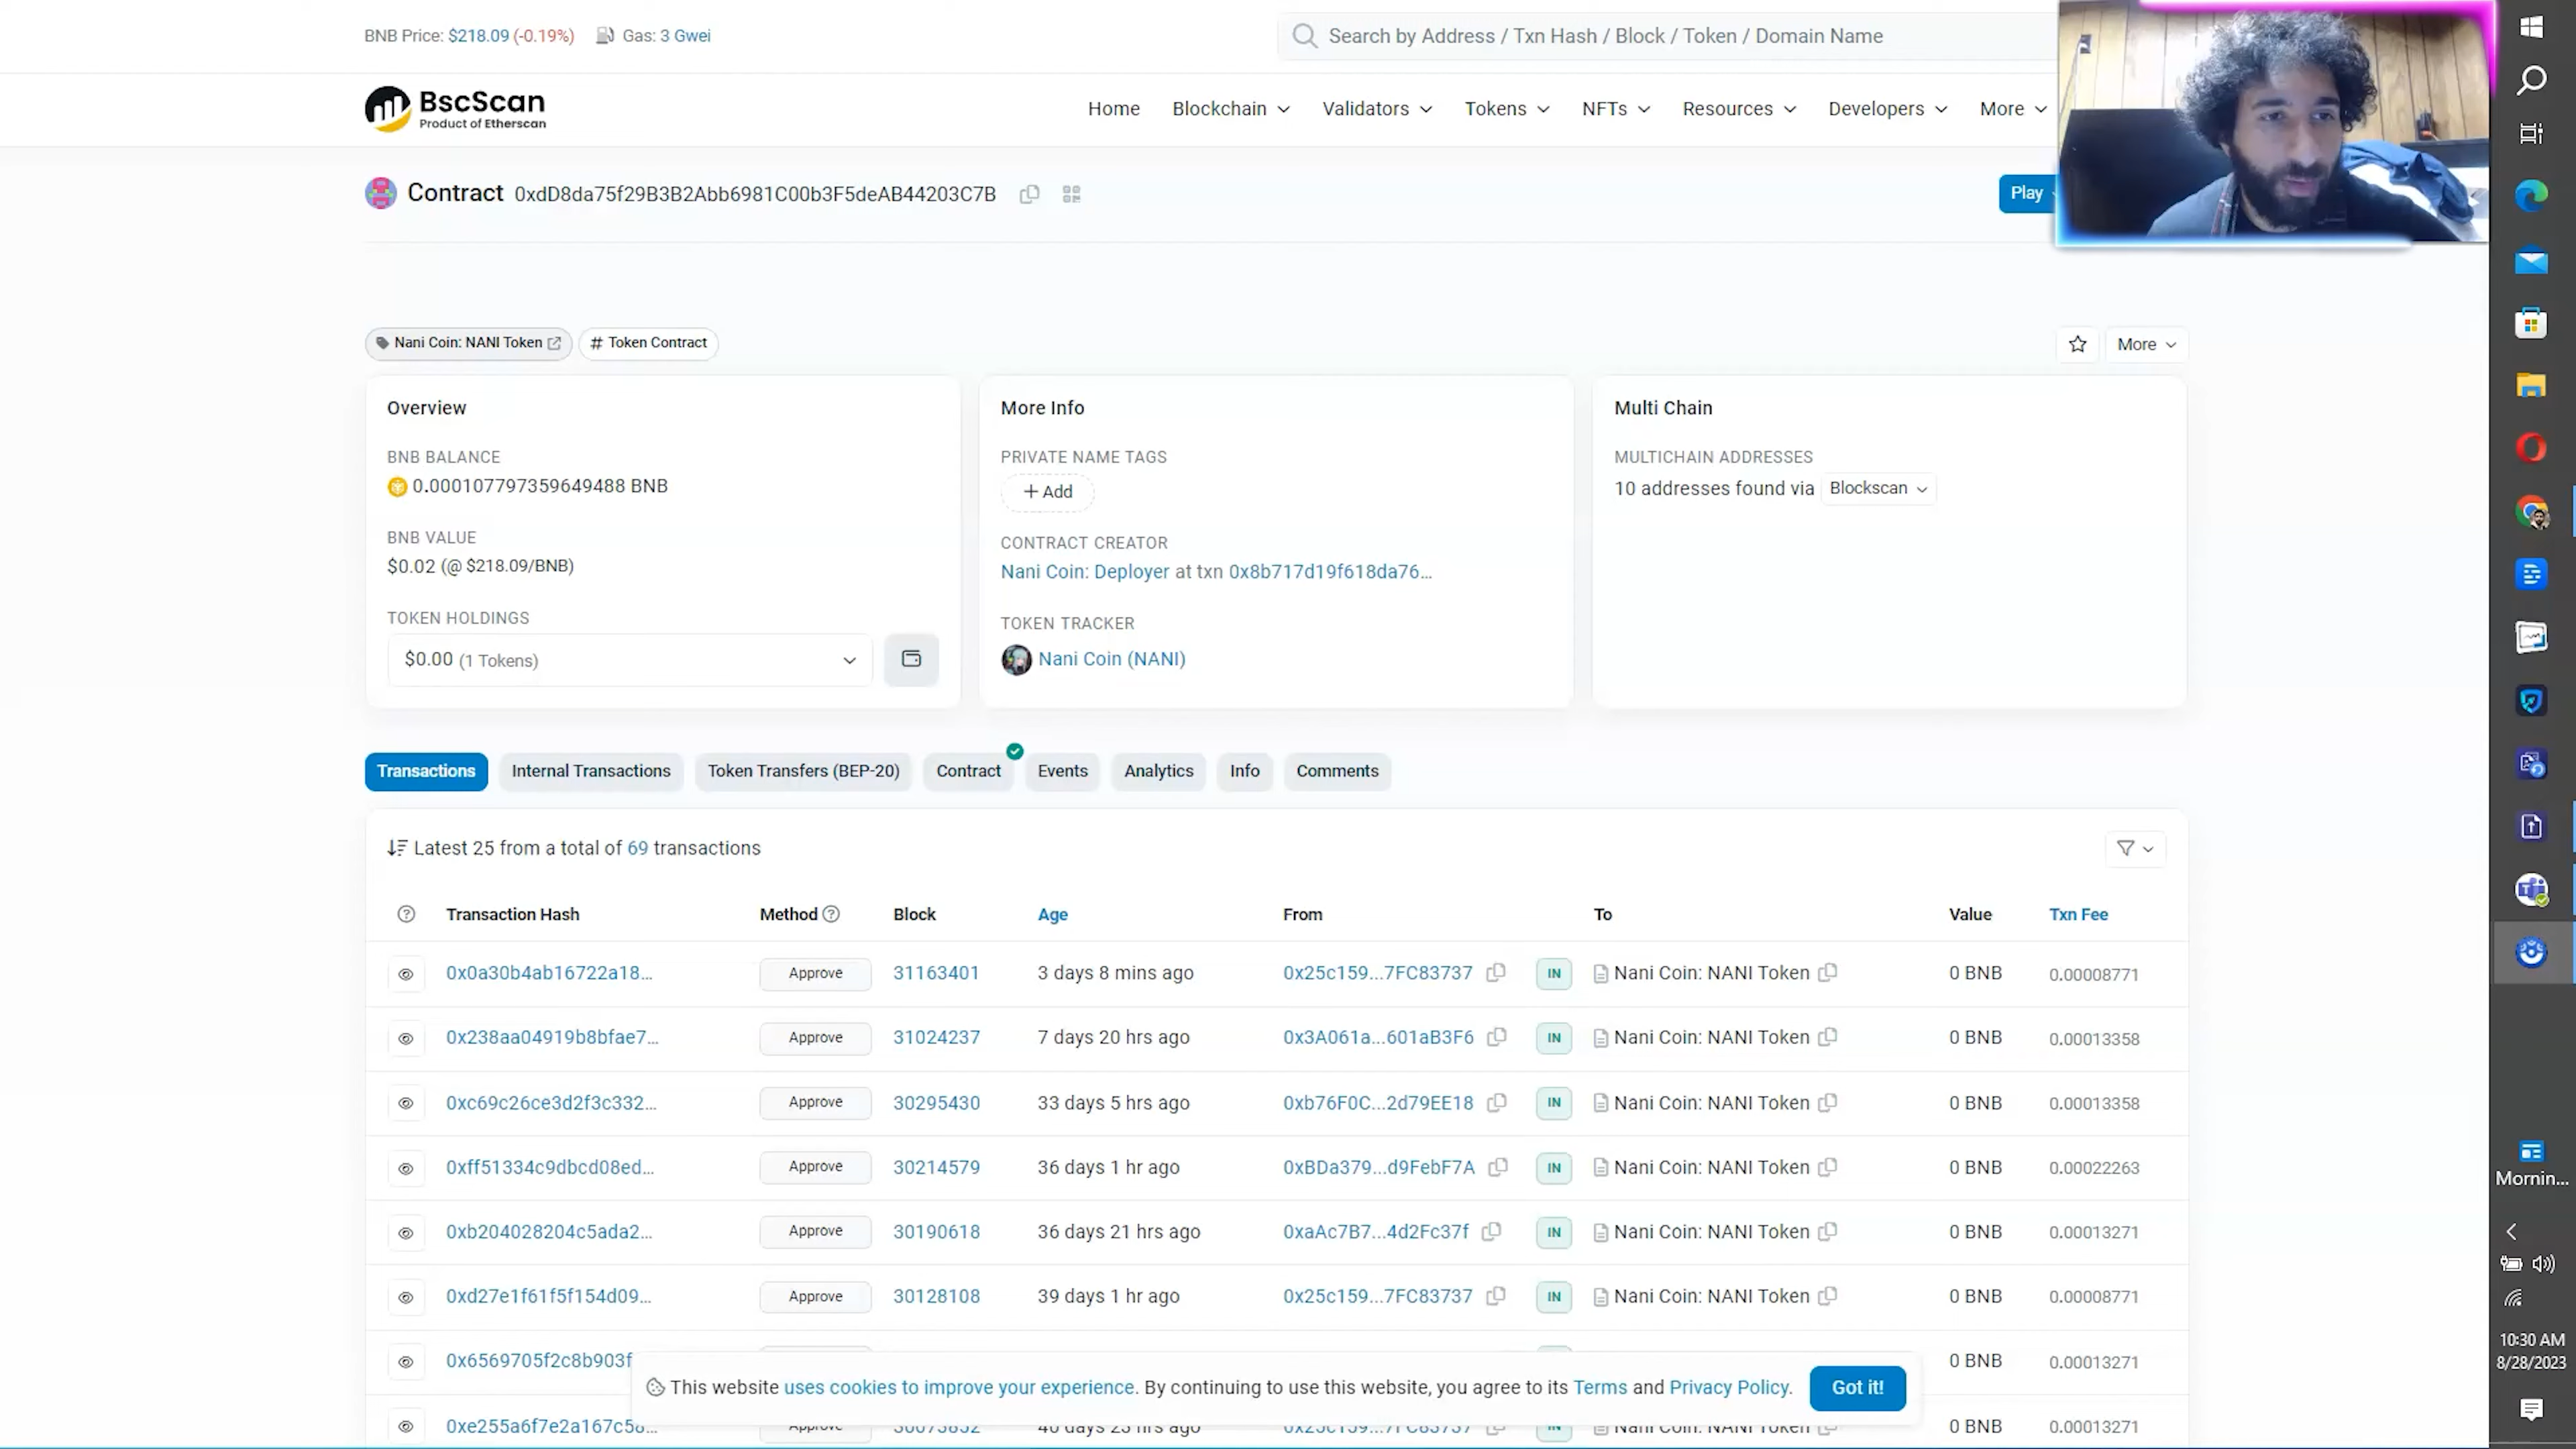 BNB Price: $218.09 (-0.19%) Gas: 3 Gwei
Search by Address / Txn Hash / Block / Token / Domain Name
BscScan
Product of Etherscan
Home Blockchain Validators Tokens NFTs Resources Developers More
Contract 0xdD8da75f29B3B2Abb6981C00b3F5deAB44203C7B
Play
Nani Coin: NANI Token # Token Contract
More
Overview
BNB BALANCE
0.000107797359649488 BNB
BNB VALUE
$0.02 (@ $218.09/BNB)
TOKEN HOLDINGS
$0.00 (1 Tokens)
More Info
PRIVATE NAME TAGS
+ Add
CONTRACT CREATOR
Nani Coin: Deployer at txn 0x8b717d19f618da76...
TOKEN TRACKER
Nani Coin (NANI)
Multi Chain
MULTICHAIN ADDRESSES
10 addresses found via Blockscan
Transactions Internal Transactions Token Transfers (BEP-20) Contract Events Analytics Info Comments
Latest 25 from a total of 69 transactions
Transaction Hash Method Block Age From To Value Txn Fee
0x0a30b4ab16722a18... Approve 31163401 3 days 8 mins ago 0x25c159...7FC83737 IN Nani Coin: NANI Token 0 BNB 0.00008771
0x238aa04919b8bfae7... Approve 31024237 7 days 20 hrs ago 0x3A061a...601aB3F6 IN Nani Coin: NANI Token 0 BNB 0.00013358
0xc69c26ce3d2f3c332... Approve 30295430 33 days 5 hrs ago 0xb76F0C...2d79EE18 IN Nani Coin: NANI Token 0 BNB 0.00013358
0xff51334c9dbcd08ed... Approve 30214579 36 days 1 hr ago 0xBDa379...d9FebF7A IN Nani Coin: NANI Token 0 BNB 0.00022263
0xb204028204c5ada2... Approve 30190618 36 days 21 hrs ago 0xaAc7B7...4d2Fc37f IN Nani Coin: NANI Token 0 BNB 0.00013271
0xd27e1f61f5f154d09... Approve 30128108 39 days 1 hr ago 0x25c159...7FC83737 IN Nani Coin: NANI Token 0 BNB 0.00008771
0x6569705f2c8b903f 0 BNB 0.00013271
This website uses cookies to improve your experience. By continuing to use this website, you agree to its Terms and Privacy Policy. Got it!
0xe255a6f7e2a167c58... Approve 0 BNB 0.00013271
Mornin...
10:30 AM
8/28/2023